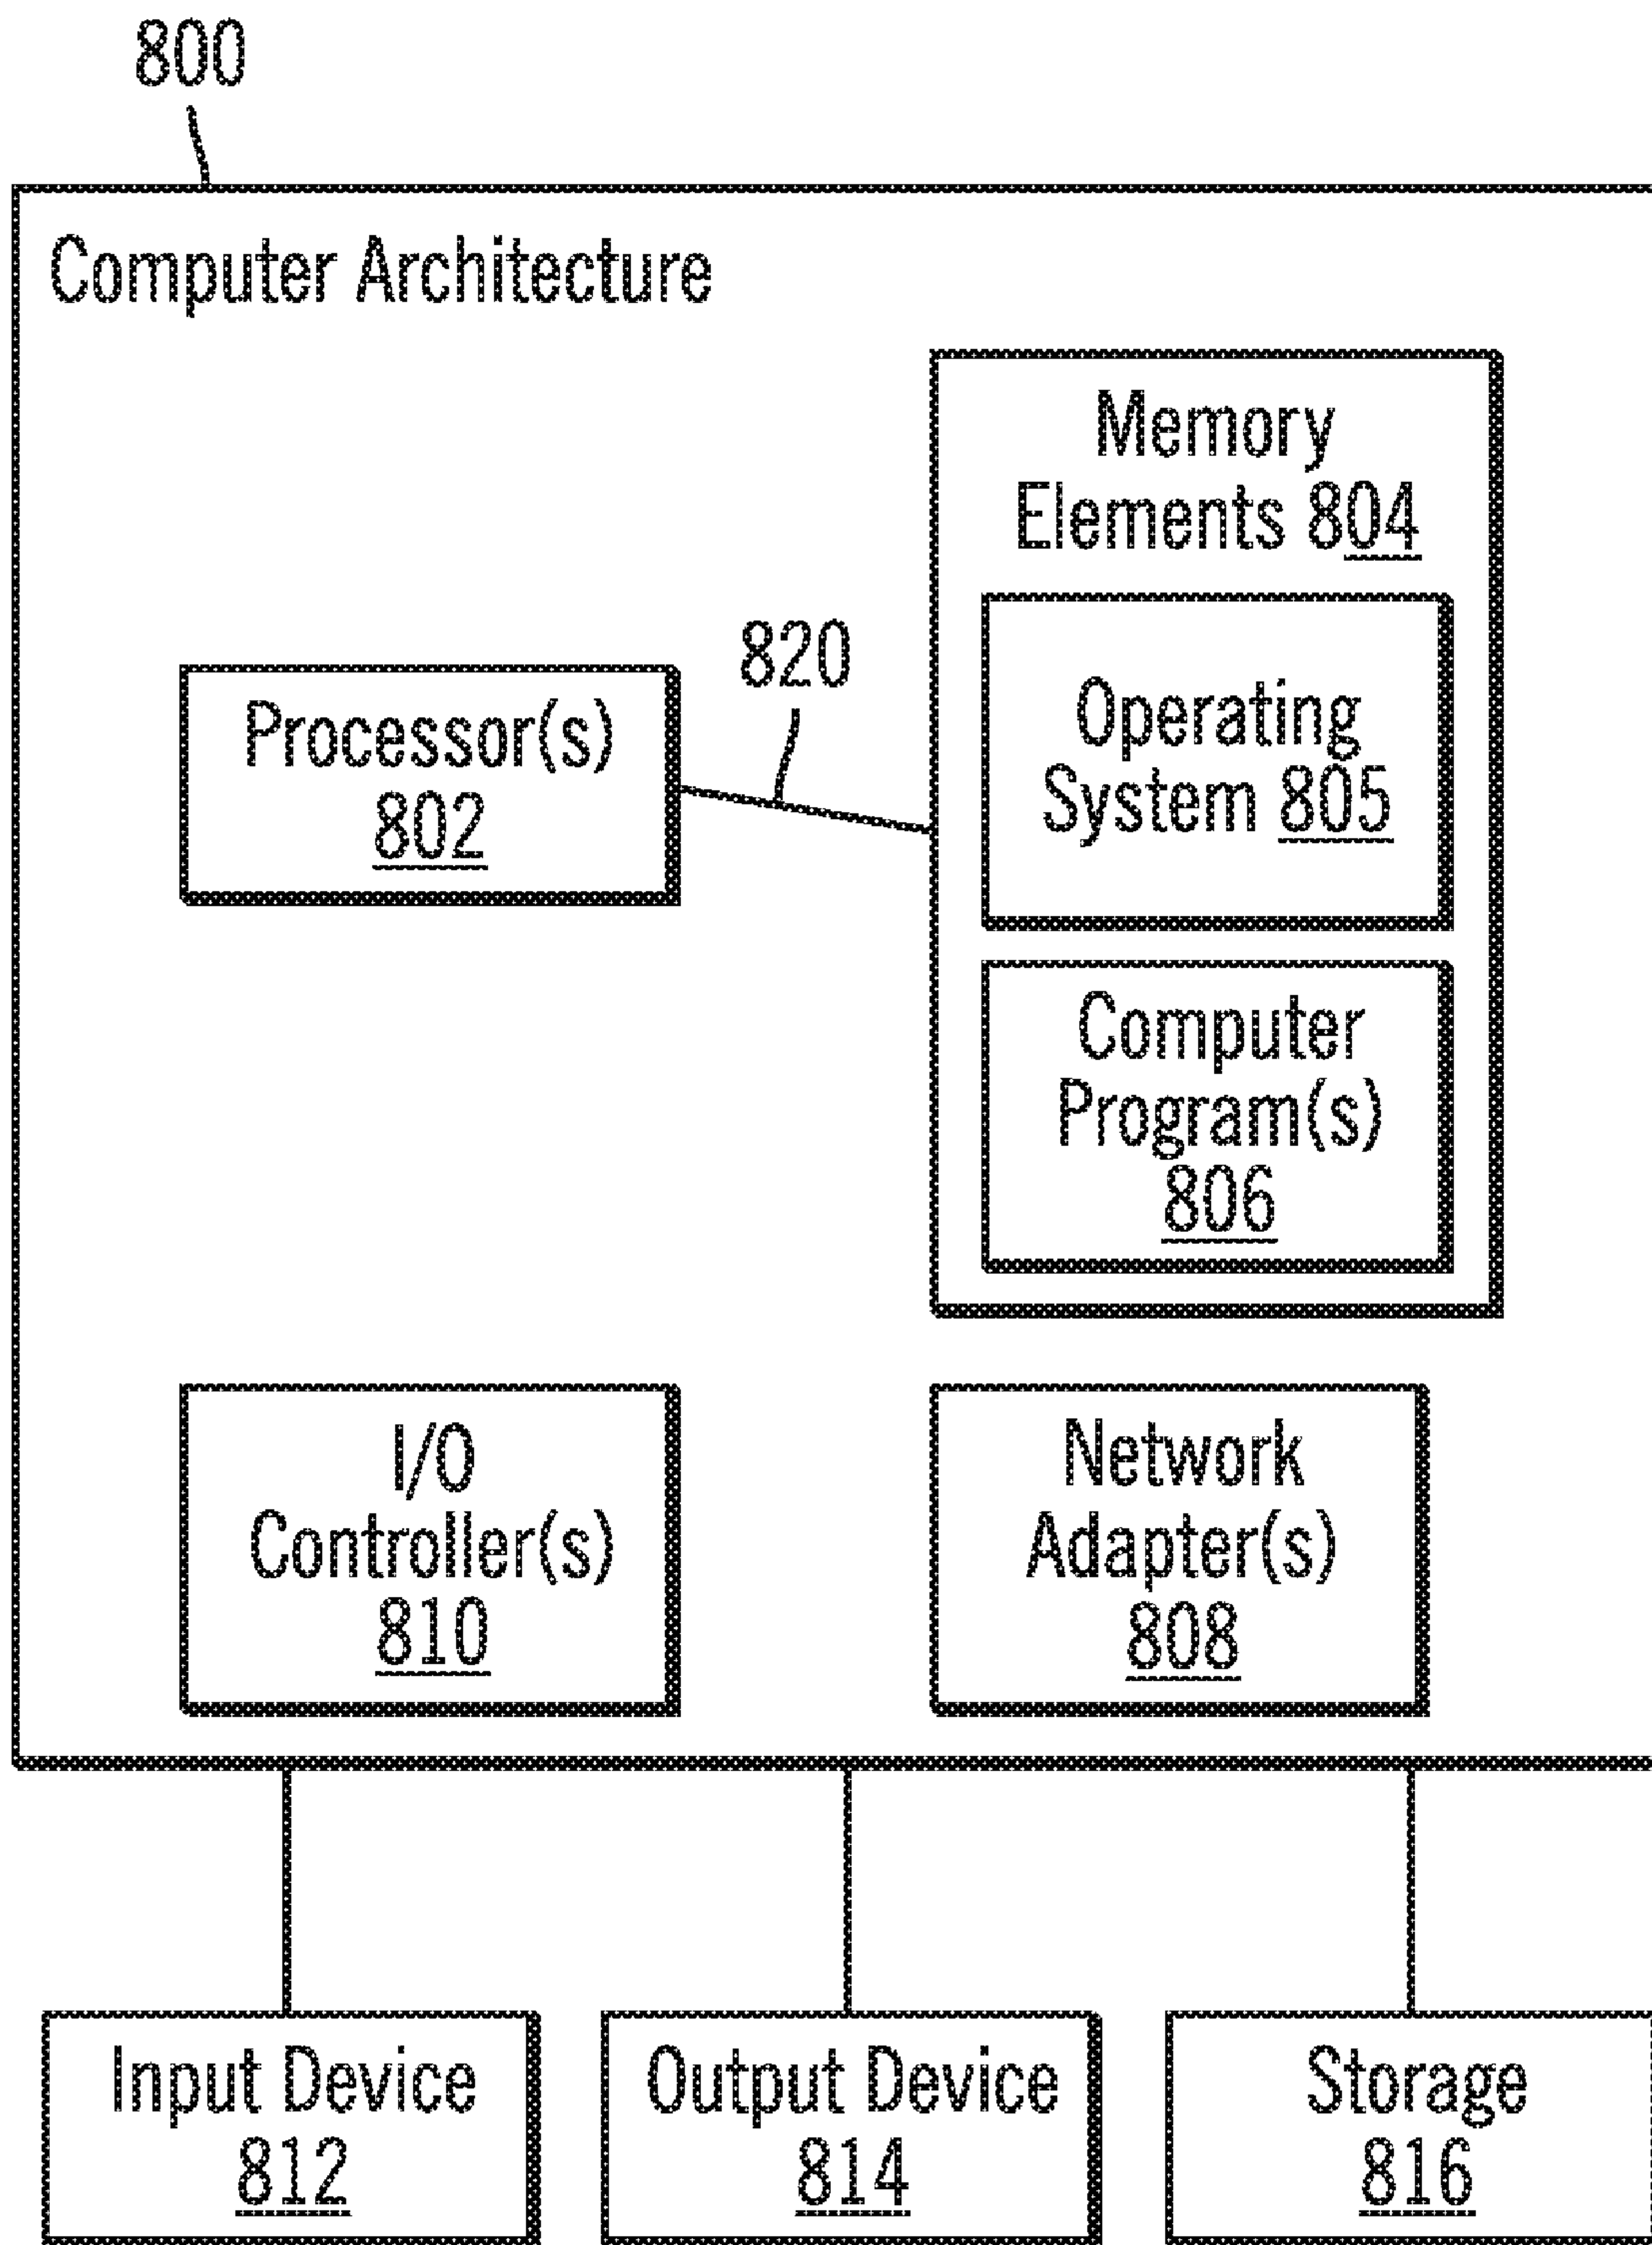 800
Computer Architecture
Memory
Elements 804
820
Processor(s)
802
Operating
System 805
Computer
Program(s)
806
I/O
Controller(s)
810
Network
Adapter(s)
808
Input Device
812
Output Device
814
Storage
816